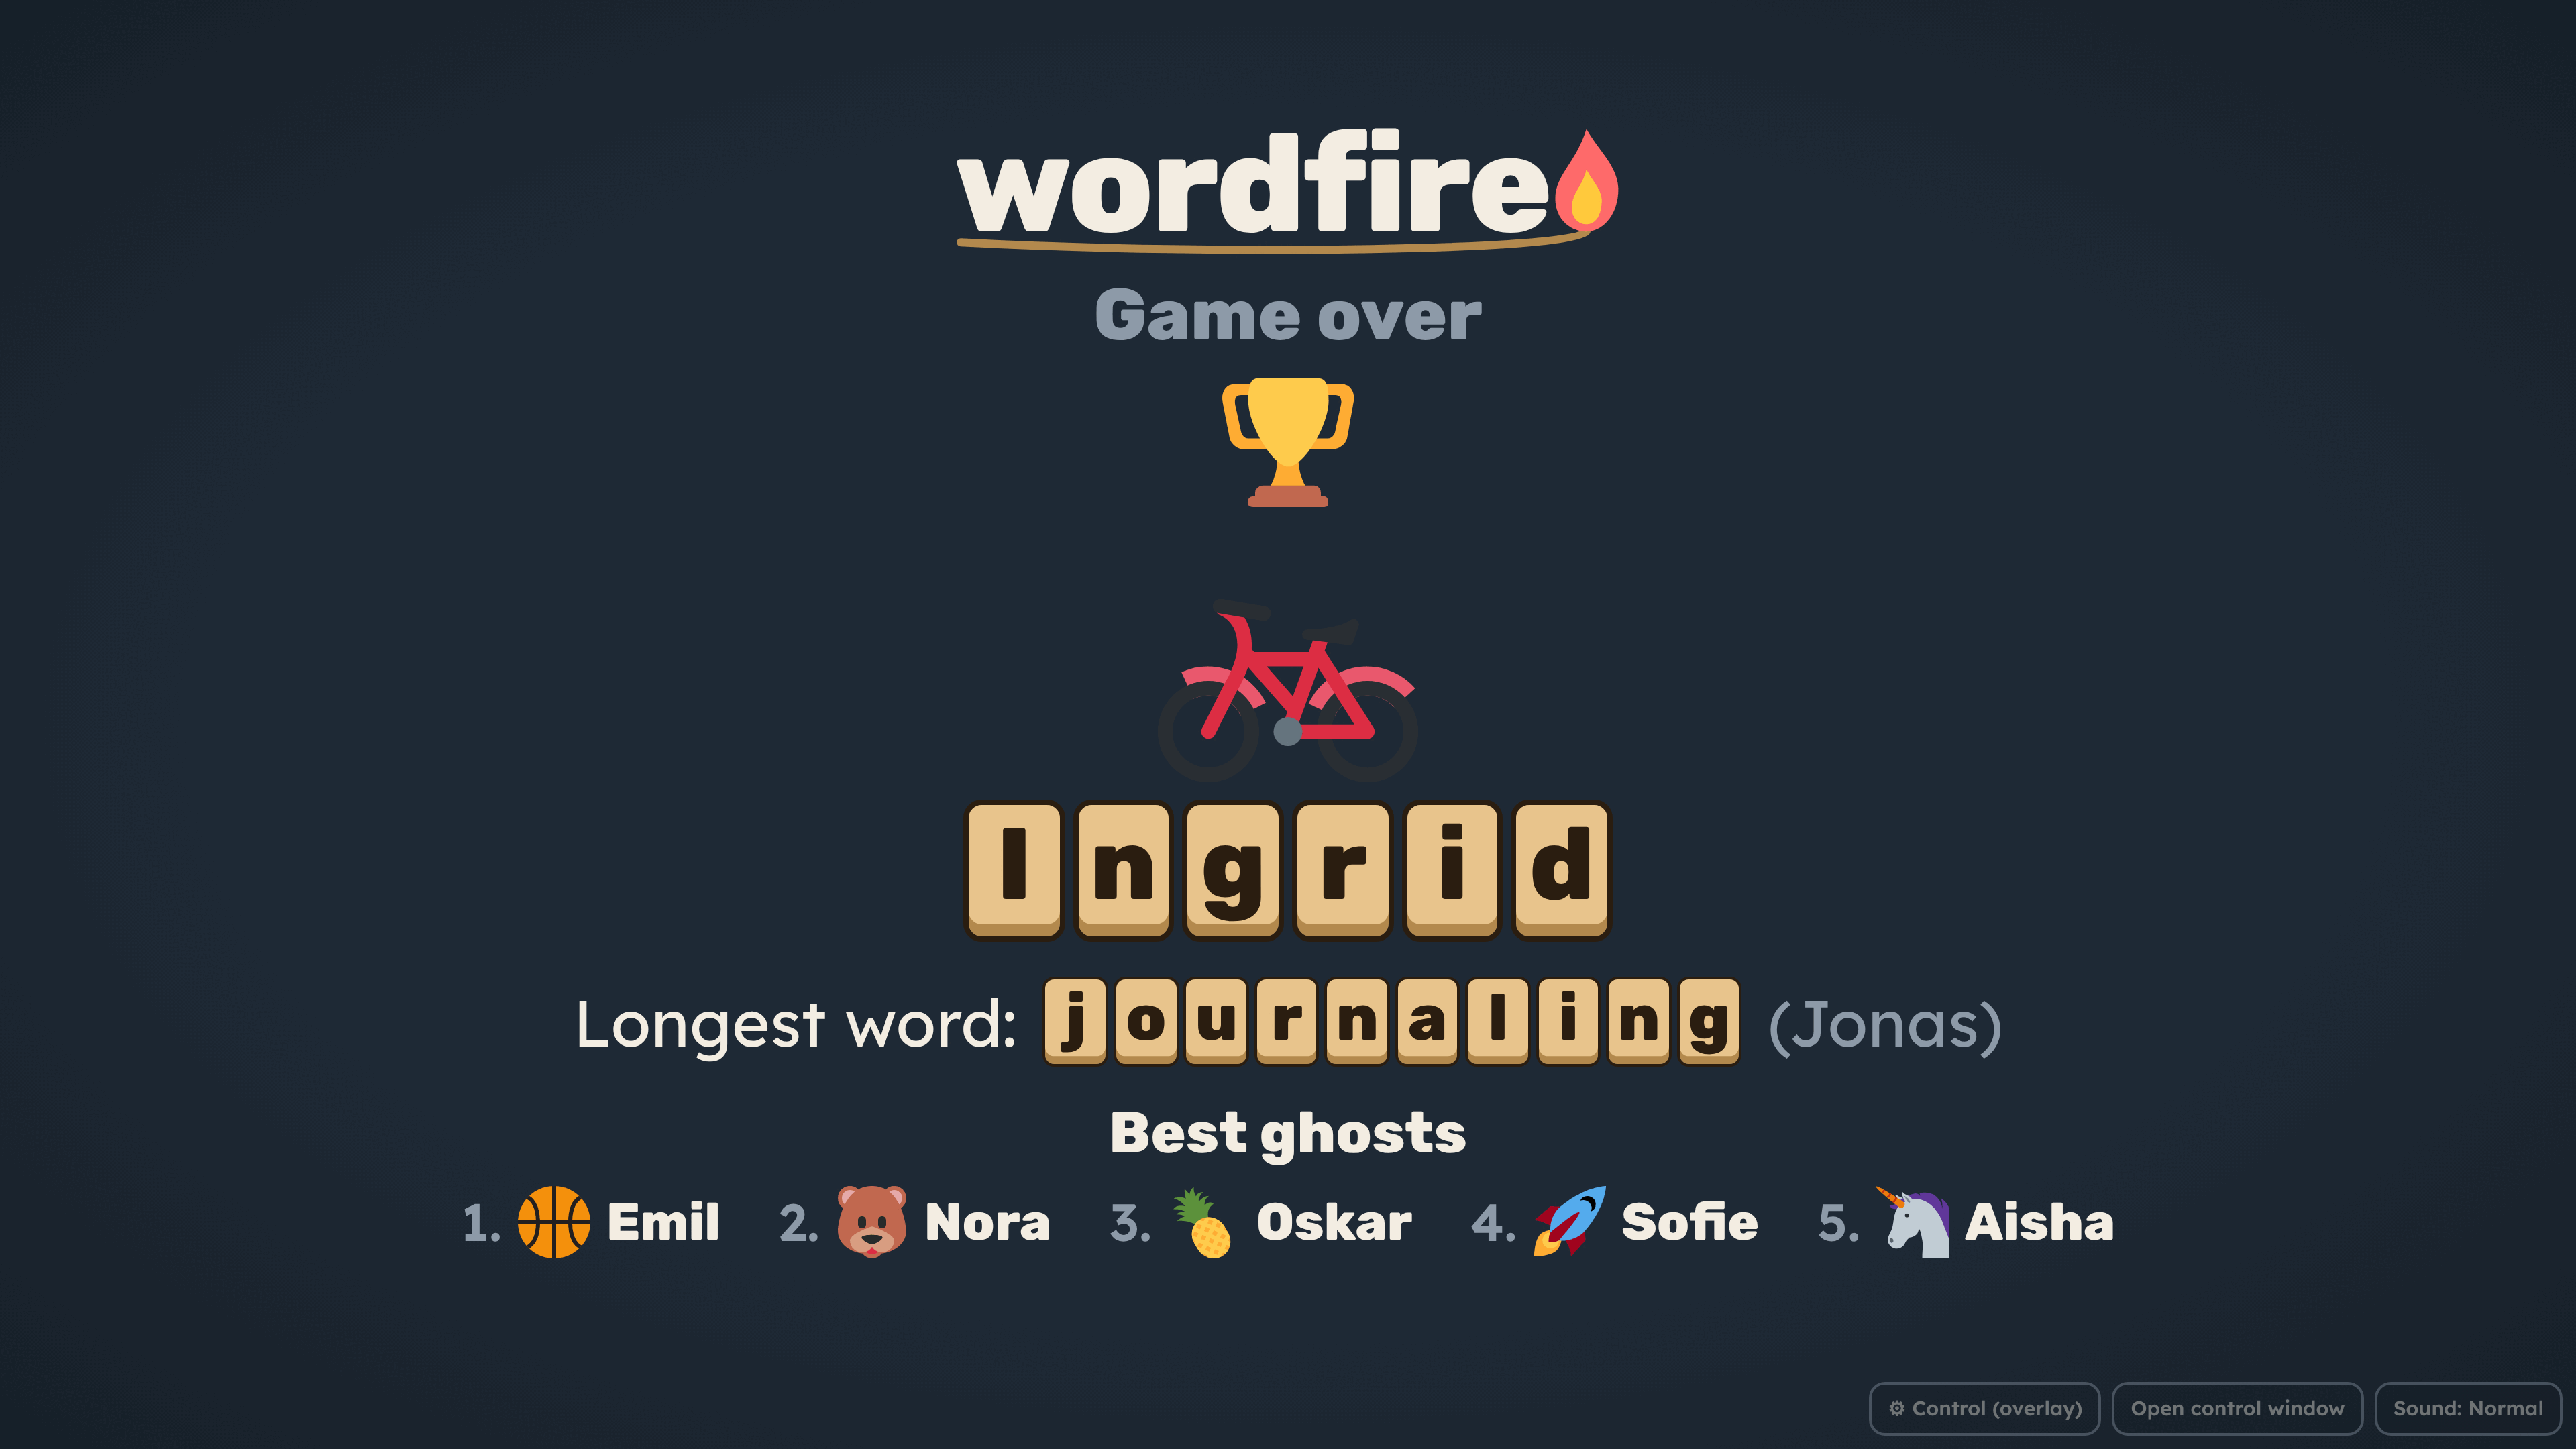 wordfire
Game over
Ingrid
Longest word: journaling (Jonas)
Best ghosts
1. Emil 2. Nora 3. Oskar 4. Sofie 5. Aisha
⚙ Control (overlay) Open control window Sound: Normal